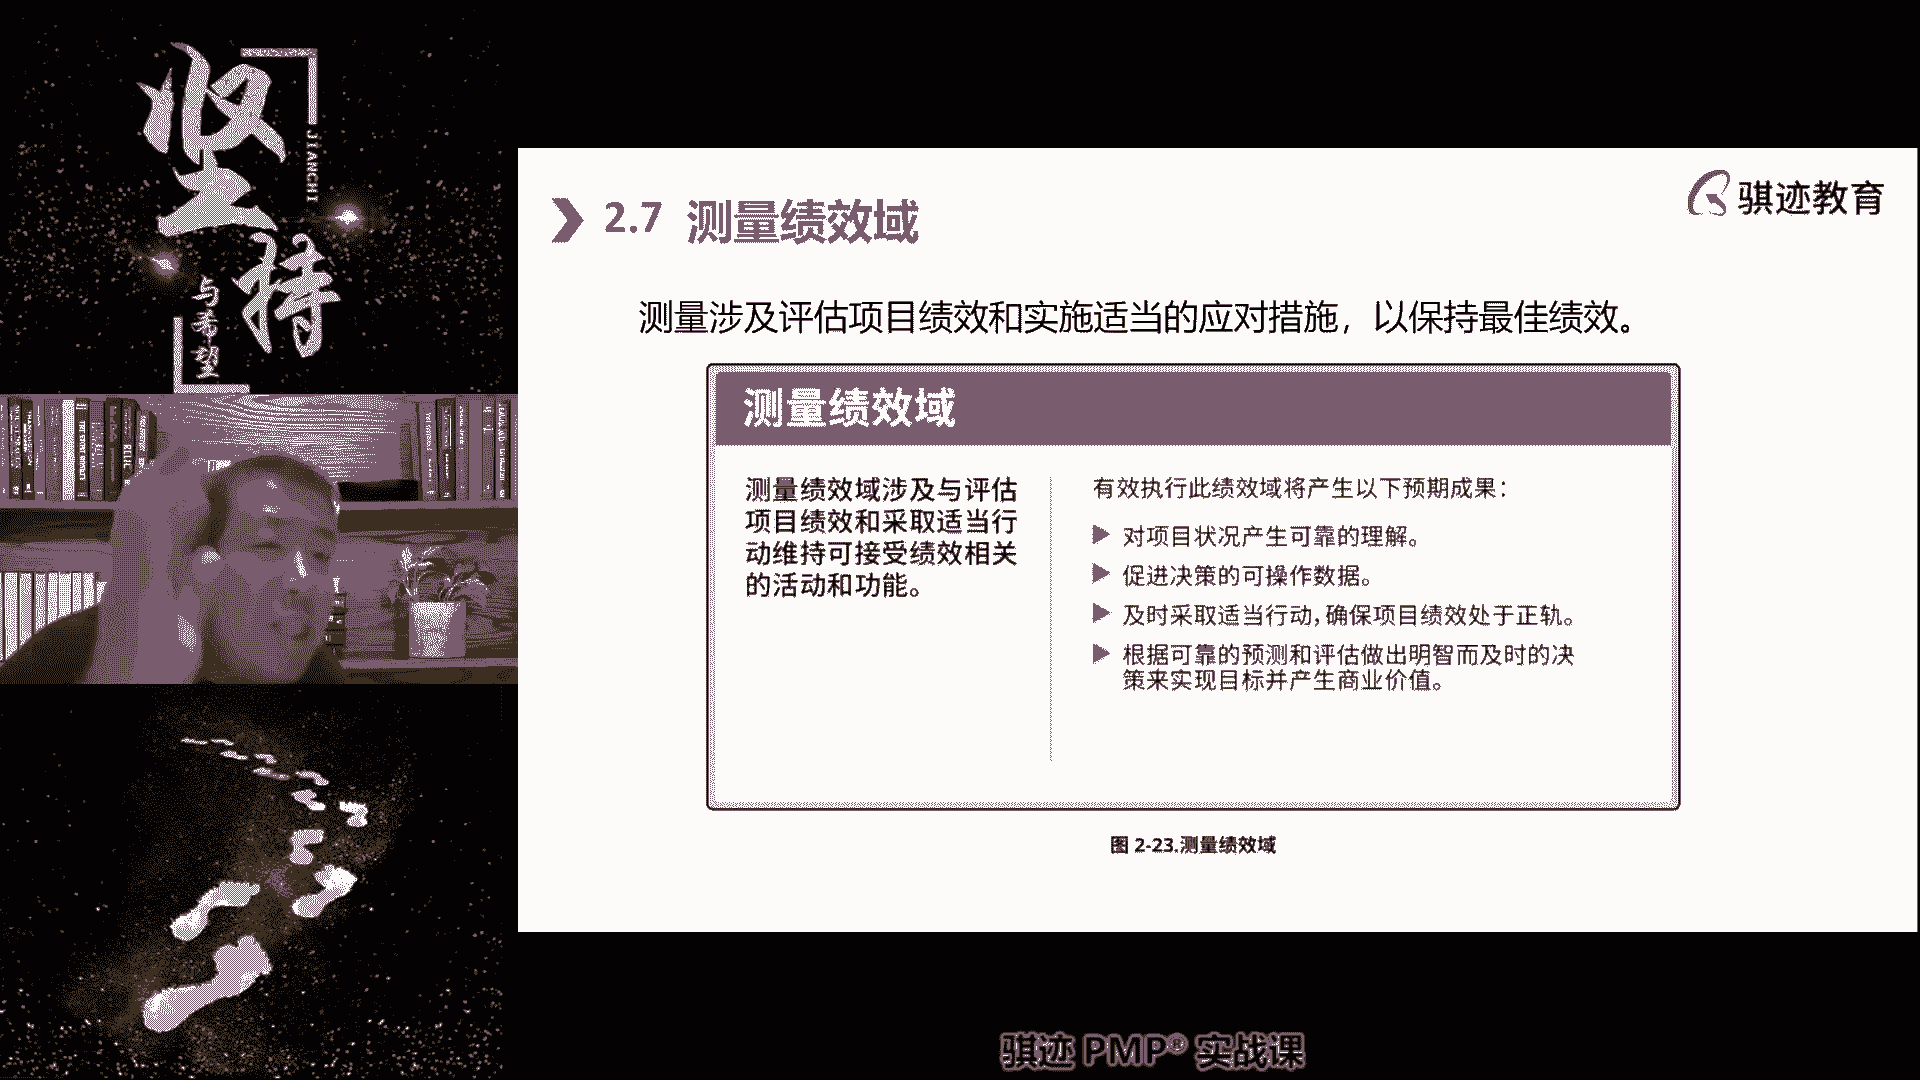 坚持
JIANCHI
与希望
骐迹教育
2.7 测量绩效域
测量涉及评估项目绩效和实施适当的应对措施，以保持最佳绩效。
测量绩效域
测量绩效域涉及与评估
项目绩效和采取适当行
动维持可接受绩效相关
的活动和功能。
有效执行此绩效域将产生以下预期成果：
对项目状况产生可靠的理解。
促进决策的可操作数据。
及时采取适当行动，确保项目绩效处于正轨。
根据可靠的预测和评估做出明智而及时的决
策来实现目标并产生商业价值。
图 2-23.测量绩效域
骐迹 PMP® 实战课